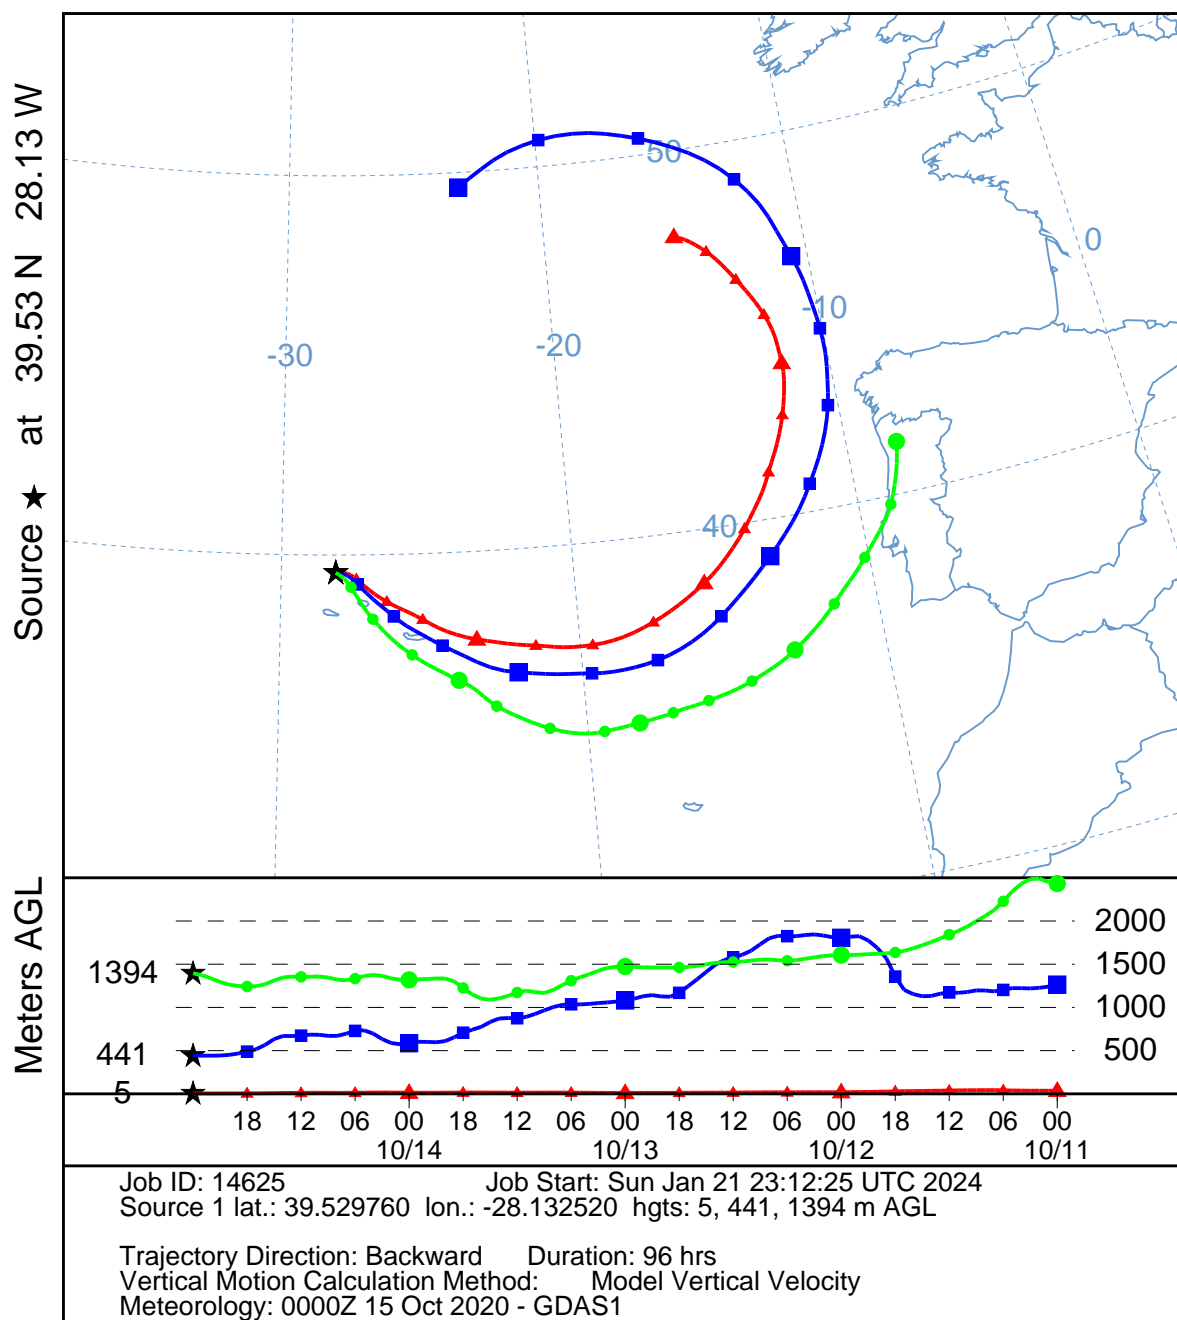 Source ★ at 39.53 N 28.13 W
50
0
-10
-20
-30
40
Meters AGL
2000
1394
1500
1000
441
500
5
18 12 06 00 18 12 06 00 18 12 06 00 18 12 06 00
10/14 10/13 10/12 10/11
Job ID: 14625 Job Start: Sun Jan 21 23:12:25 UTC 2024
Source 1 lat.: 39.529760 lon.: -28.132520 hgts: 5, 441, 1394 m AGL
Trajectory Direction: Backward Duration: 96 hrs
Vertical Motion Calculation Method: Model Vertical Velocity
Meteorology: 0000Z 15 Oct 2020 - GDAS1